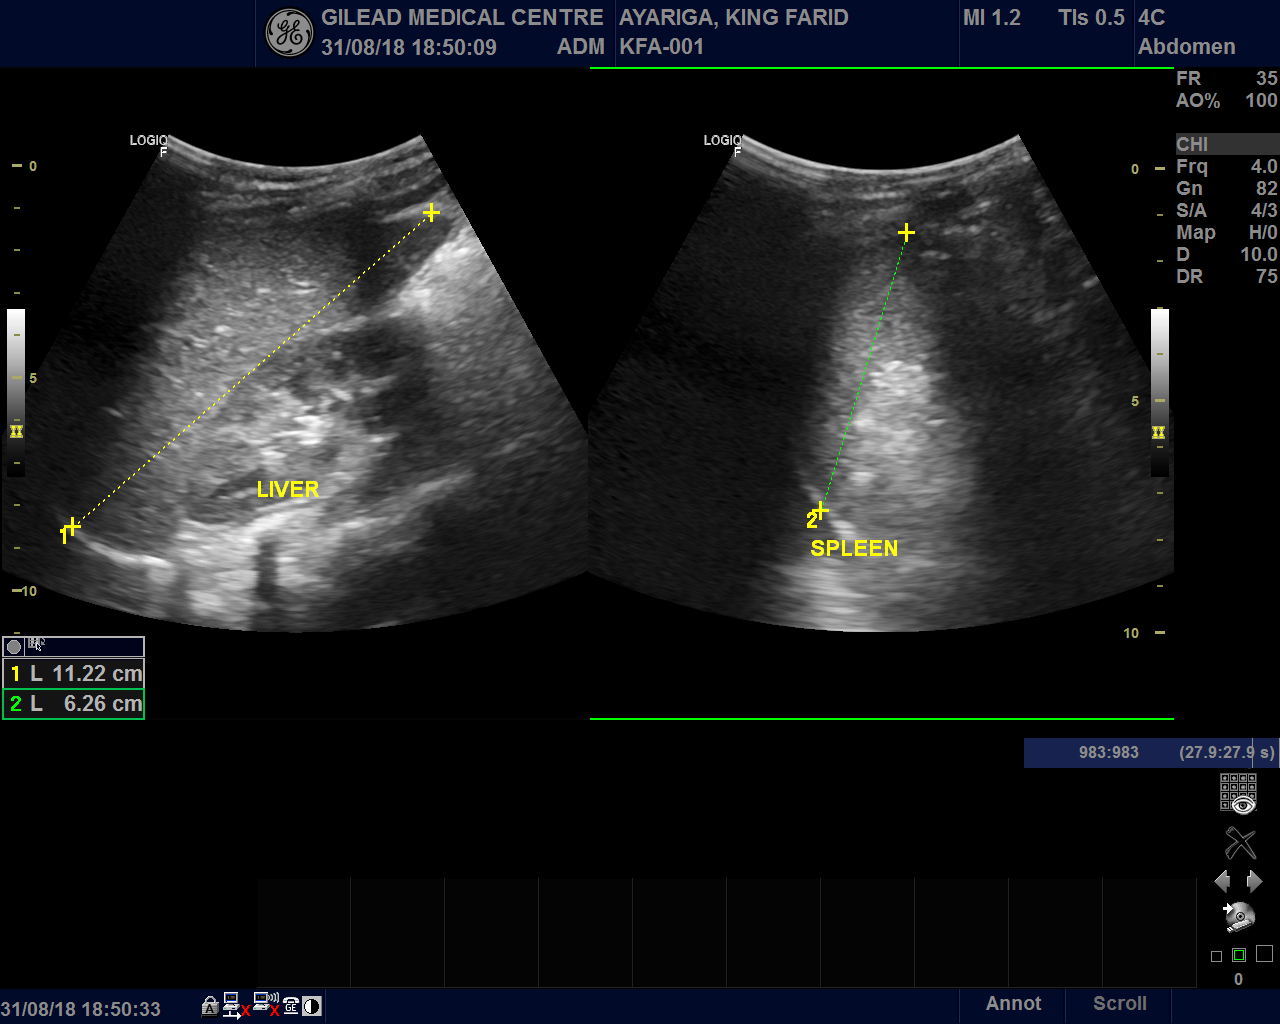 GILEAD MEDICAL CENTRE
31/08/18 18:50:09 ADM
AYARIGA, KING FARID
KFA-001
MI 1.2 TIs 0.5
4C
Abdomen
FR 35
AO% 100
CHI
Frq 4.0
Gn 82
S/A 4/3
Map H/0
D 10.0
DR 75
LOGIQ
F
0
5
10
1
LIVER
LOGIQ
F
0
5
10
2
SPLEEN
1 L 11.22 cm
2 L 6.26 cm
983:983 (27.9:27.9 s)
0
31/08/18 18:50:33
A
GE
Annot
Scroll